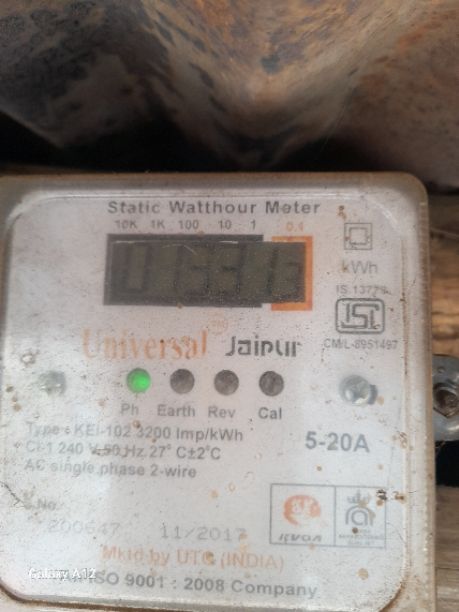 Static Watthour Meter
10K 1K 100 10 1 0.1
kWh
IS 13779
ISI
CM/L-8951497
Universal Jaipur
Ph Earth Rev Cal
Type : KEI-102 3200 Imp/kWh
5-20A
Cl-1 240 V 50 Hz 27° C±2°C
AC single phase 2-wire
S.No.
200647 11/2017
Mktd by UTC (INDIA)
ISO 9001 : 2008 Company
Galaxy A12